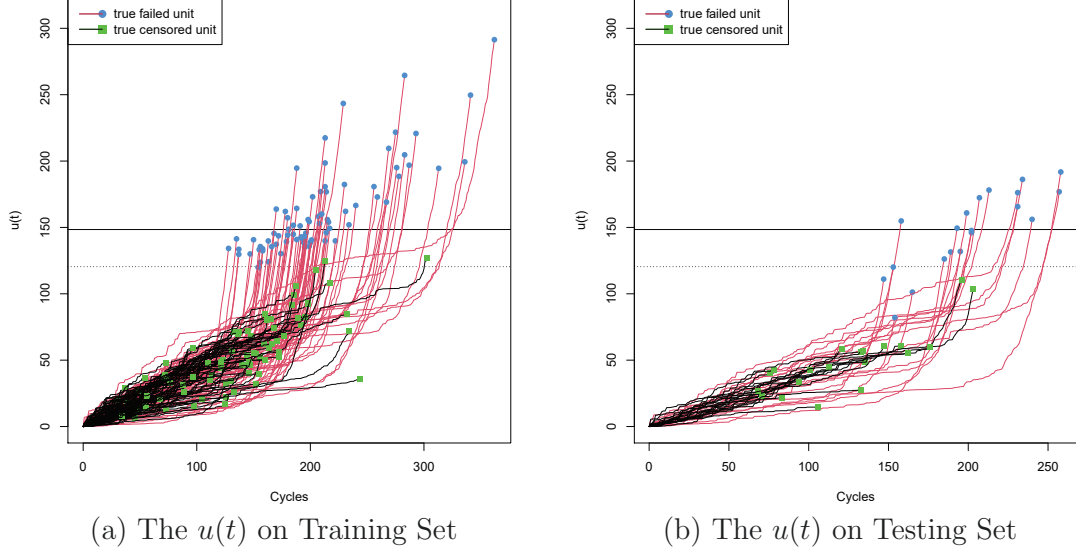 true failed unit
true censored unit
300
250
200
150
100
50
0
u(t)
0 100 200 300
Cycles
(a) The u(t) on Training Set
true failed unit
true censored unit
300
250
200
150
100
50
0
u(t)
0 50 100 150 200 250
Cycles
(b) The u(t) on Testing Set